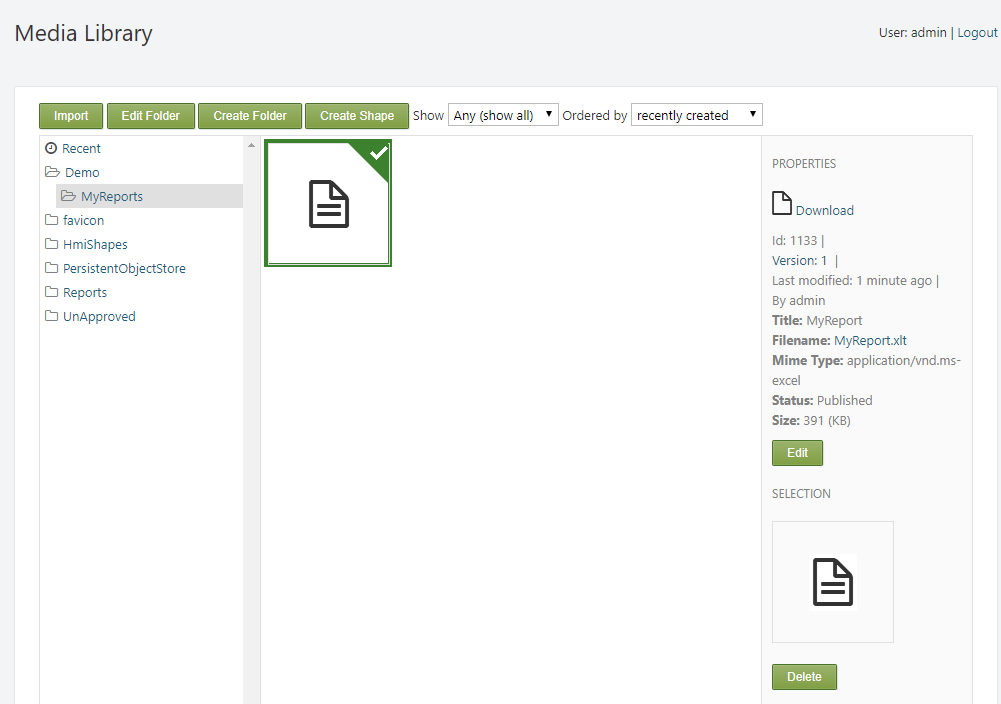 Media Library
User: admin | Logout
Import Edit Folder Create Folder Create Shape Show Any (show all) Ordered by recently created
Recent
Demo
MyReports
favicon
HmiShapes
PersistentObjectStore
Reports
UnApproved
PROPERTIES
Download
Id: 1133 |
Version: 1 |
Last modified: 1 minute ago |
By admin
Title: MyReport
Filename: MyReport.xlt
Mime Type: application/vnd.ms-
excel
Status: Published
Size: 391 (KB)
Edit
SELECTION
Delete